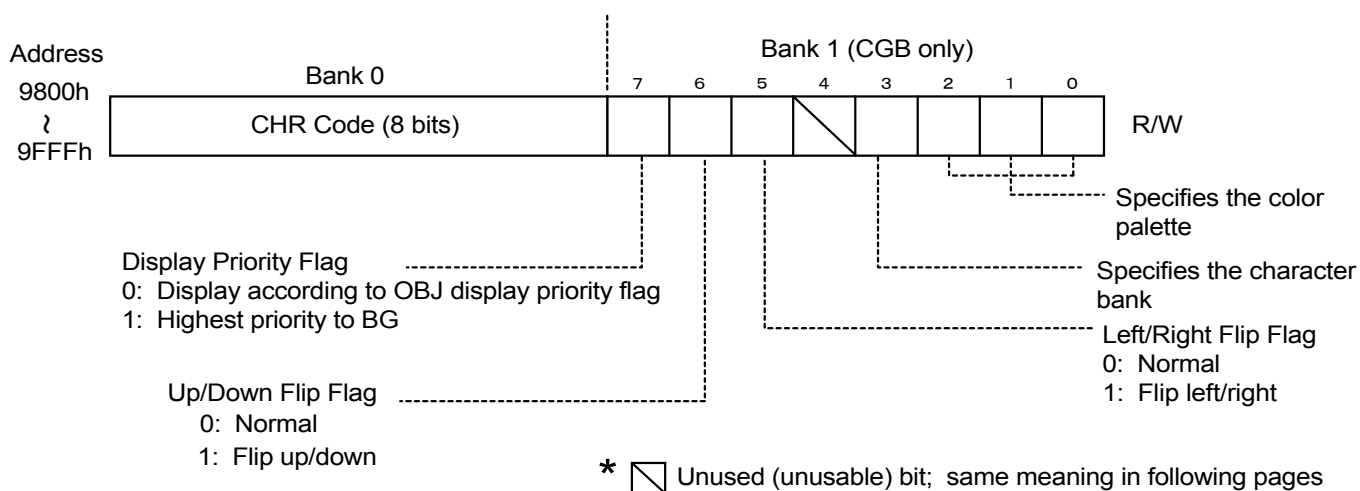 Address
9800h
≀
9FFFh
Bank 0
Bank 1 (CGB only)
7 6 5 4 3 2 1 0
CHR Code (8 bits)
R/W
Specifies the color
palette
Specifies the character
bank
Left/Right Flip Flag
0: Normal
1: Flip left/right
Display Priority Flag
0: Display according to OBJ display priority flag
1: Highest priority to BG
Up/Down Flip Flag
0: Normal
1: Flip up/down
* Unused (unusable) bit; same meaning in following pages